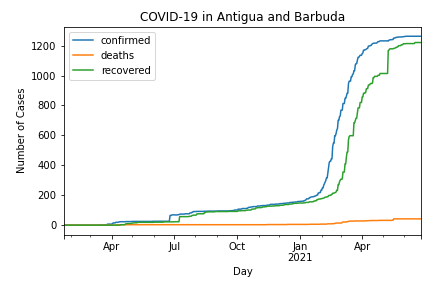 COVID-19 in Antigua and Barbuda
confirmed
deaths
recovered
Number of Cases
1200
1000
800
600
400
200
0
Apr
Jul
Oct
Jan
2021
Apr
Day